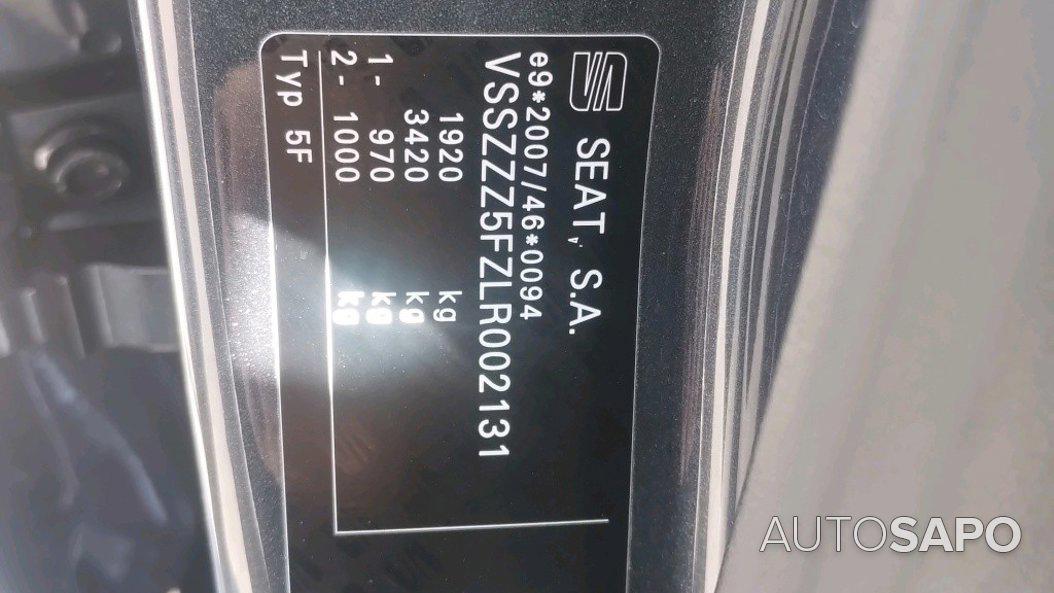 SEAT, S.A.
e9*2007/46*0094
VSSZZZ5FZLR002131
1920 kg
3420 kg
1- 970 kg
2- 1000 kg
Typ 5F
AUTOSAPO